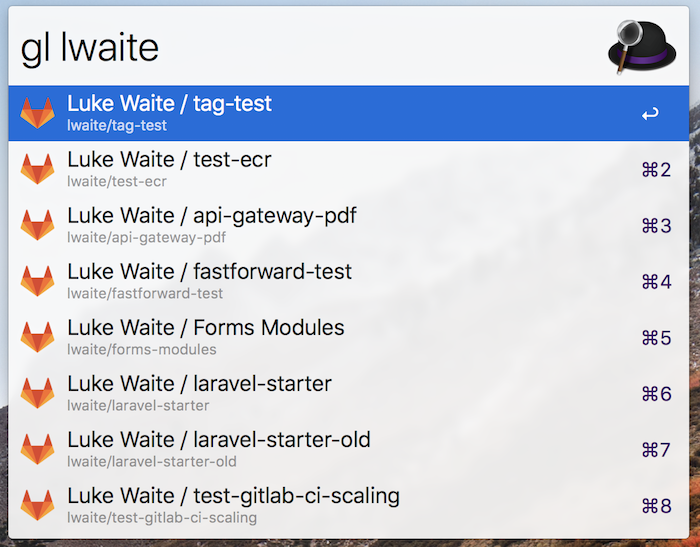 gl lwaite
Luke Waite / tag-test
lwaite/tag-test
↩
Luke Waite / test-ecr
lwaite/test-ecr
⌘2
Luke Waite / api-gateway-pdf
lwaite/api-gateway-pdf
⌘3
Luke Waite / fastforward-test
lwaite/fastforward-test
⌘4
Luke Waite / Forms Modules
lwaite/forms-modules
⌘5
Luke Waite / laravel-starter
lwaite/laravel-starter
⌘6
Luke Waite / laravel-starter-old
lwaite/laravel-starter-old
⌘7
Luke Waite / test-gitlab-ci-scaling
lwaite/test-gitlab-ci-scaling
⌘8